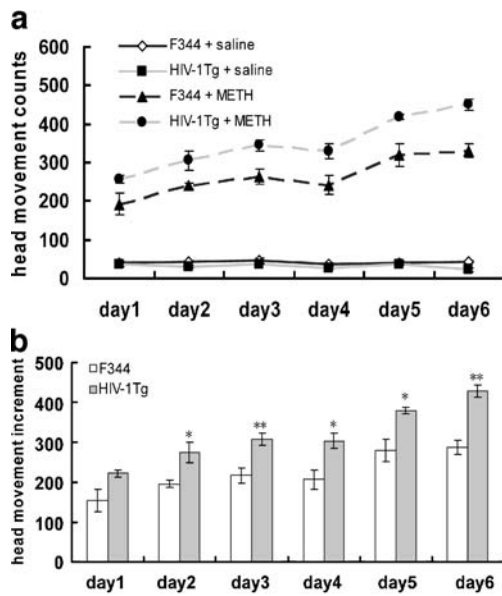 a
head movement counts
600
500
400
300
200
100
0
F344 + saline
HIV-1Tg + saline
F344 + METH
HIV-1Tg + METH
day1 day2 day3 day4 day5 day6
b
head movement increment
500
400
300
200
100
0
F344
HIV-1Tg
* ** * * **
day1 day2 day3 day4 day5 day6